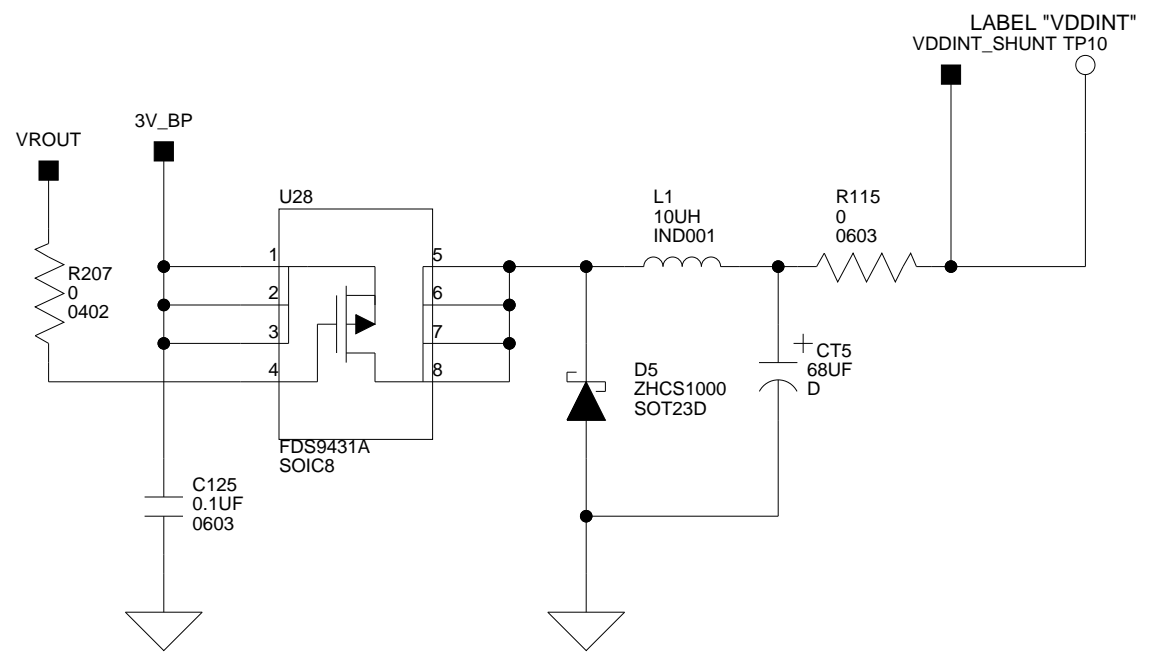 LABEL "VDDINT"
VDDINT_SHUNT TP10
3V_BP
VROUT
U28
L1
10UH
IND001
R115
0
0603
R207
0
0402
1
2
3
4
5
6
7
8
D5
ZHCS1000
SOT23D
+
CT5
68UF
D
FDS9431A
SOIC8
C125
0.1UF
0603